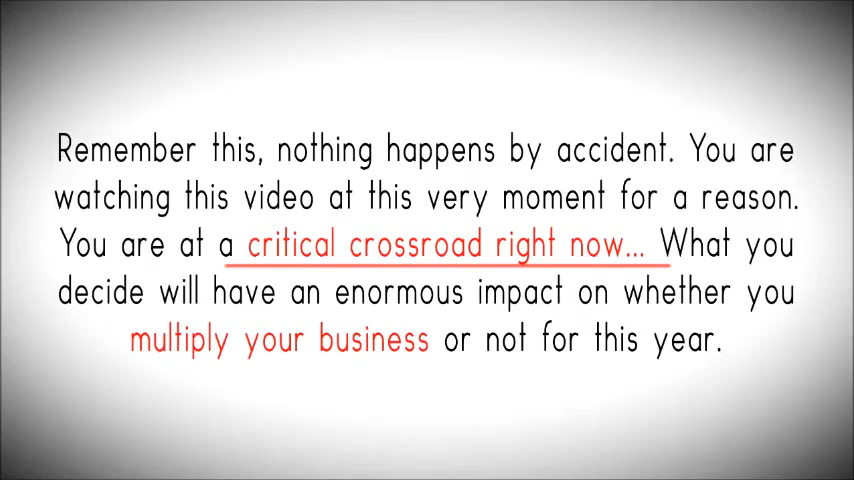 Remember this, nothing happens by accident. You are
watching this video at this very moment for a reason.
You are at a critical crossroad right now... What you
decide will have an enormous impact on whether you
multiply your business or not for this year.